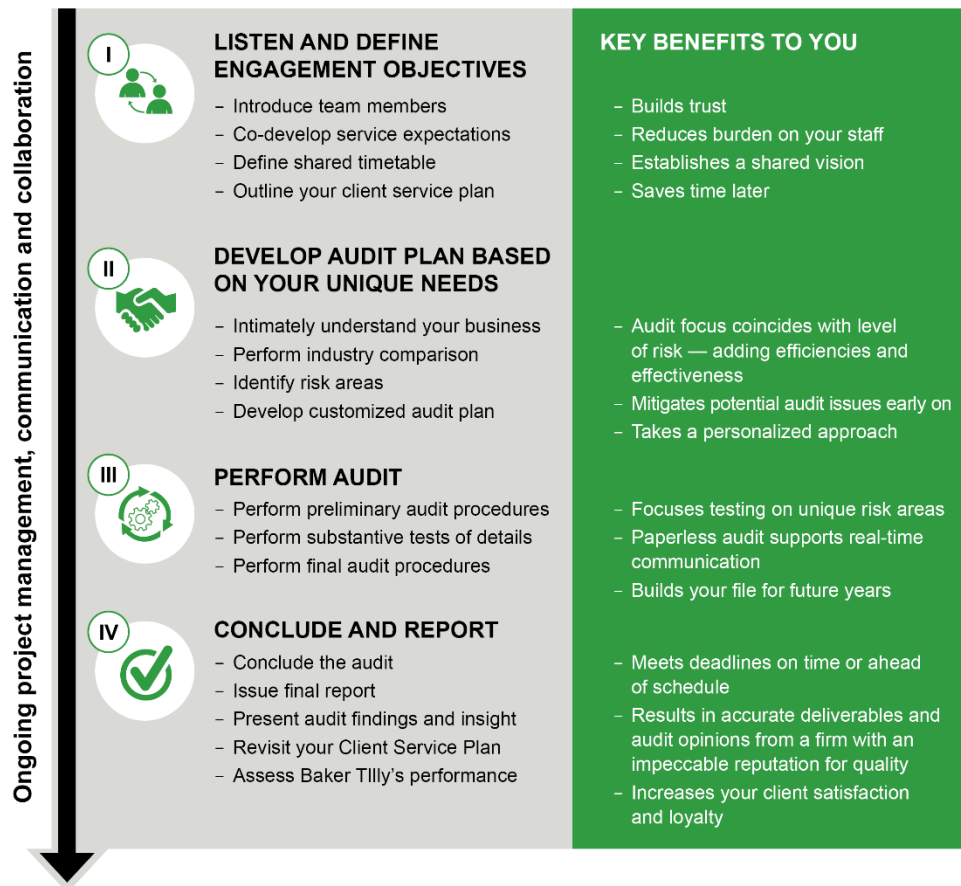 Ongoing project management, communication and collaboration
I
LISTEN AND DEFINE
ENGAGEMENT OBJECTIVES
– Introduce team members
– Co-develop service expectations
– Define shared timetable
– Outline your client service plan
KEY BENEFITS TO YOU
– Builds trust
– Reduces burden on your staff
– Establishes a shared vision
– Saves time later
II
DEVELOP AUDIT PLAN BASED
ON YOUR UNIQUE NEEDS
– Intimately understand your business
– Perform industry comparison
– Identify risk areas
– Develop customized audit plan
– Audit focus coincides with level
of risk — adding efficiencies and
effectiveness
– Mitigates potential audit issues early on
– Takes a personalized approach
III
PERFORM AUDIT
– Perform preliminary audit procedures
– Perform substantive tests of details
– Perform final audit procedures
– Focuses testing on unique risk areas
– Paperless audit supports real-time
communication
– Builds your file for future years
IV
CONCLUDE AND REPORT
– Conclude the audit
– Issue final report
– Present audit findings and insight
– Revisit your Client Service Plan
– Assess Baker TIlly's performance
– Meets deadlines on time or ahead
of schedule
– Results in accurate deliverables and
audit opinions from a firm with an
impeccable reputation for quality
– Increases your client satisfaction
and loyalty